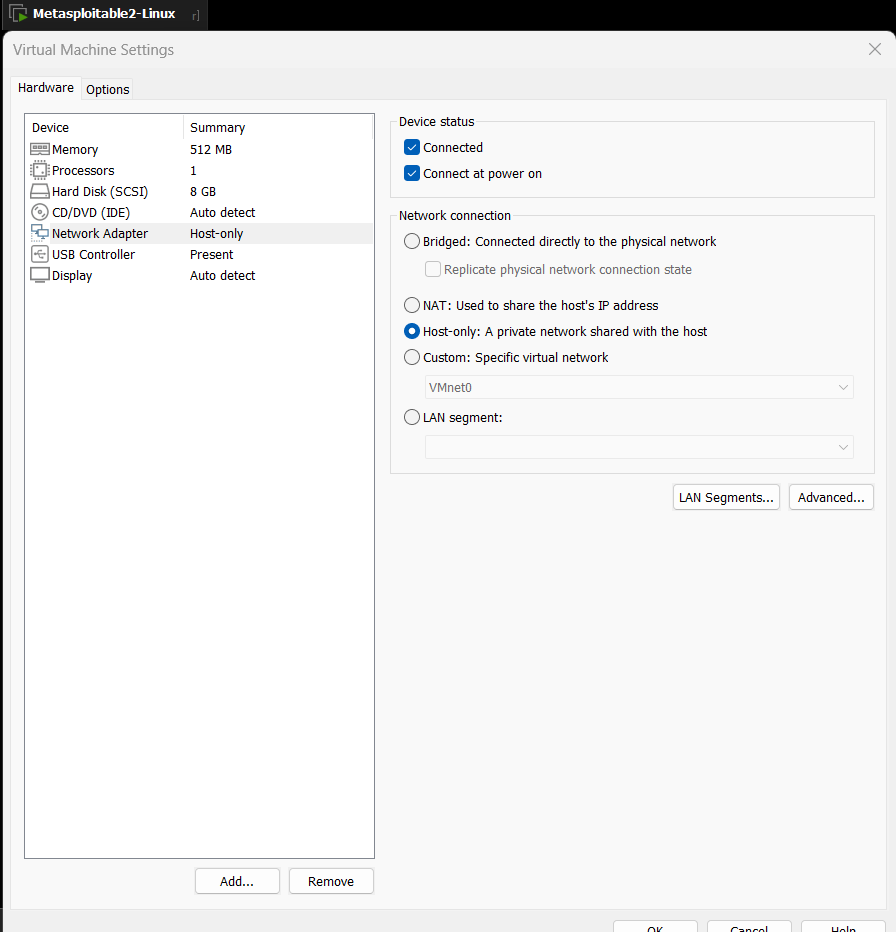 Metasploitable2-Linux
Virtual Machine Settings
Hardware
Options
Device Summary
Memory 512 MB
Processors 1
Hard Disk (SCSI) 8 GB
CD/DVD (IDE) Auto detect
Network Adapter Host-only
USB Controller Present
Display Auto detect
Add...
Remove
Device status
Connected
Connect at power on
Network connection
Bridged: Connected directly to the physical network
Replicate physical network connection state
NAT: Used to share the host's IP address
Host-only: A private network shared with the host
Custom: Specific virtual network
VMnet0
LAN segment:
LAN Segments...
Advanced...
OK
Cancel
Help